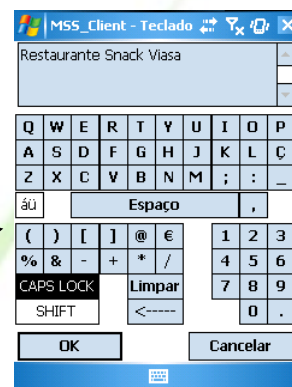 MSS_Client - Teclado
Restaurante Snack Viasa
Q W E R T Y U I O P
A S D F G H J K L Ç
Z X C V B N M ; : _
áü Espaço ,
( ) [ ] @ € 1 2 3
% & - + * / 4 5 6
CAPS LOCK Limpar 7 8 9
SHIFT <----- 0 .
OK Cancelar